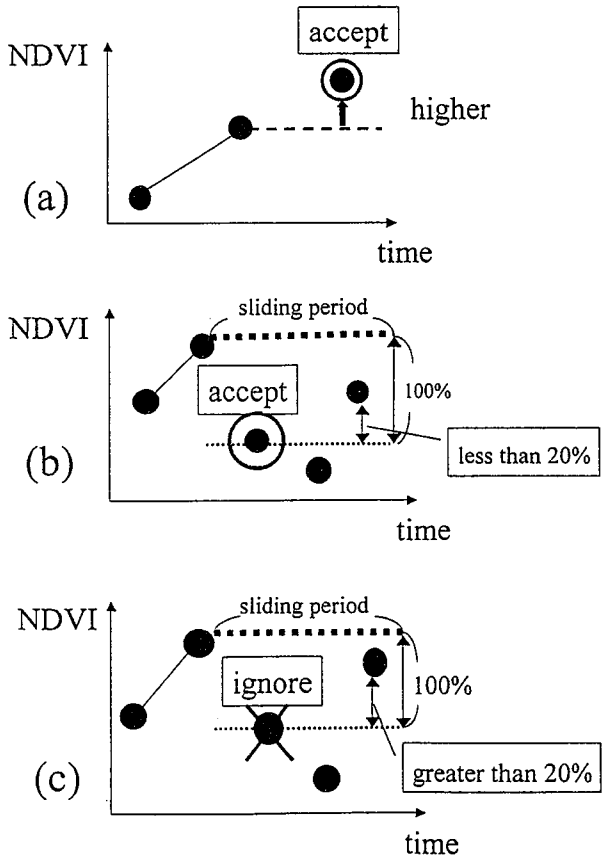 accept
NDVI
higher
(a)
time
sliding period
NDVI
accept
100%
(b)
less than 20%
time
sliding period
NDVI
ignore
100%
(c)
greater than 20%
time